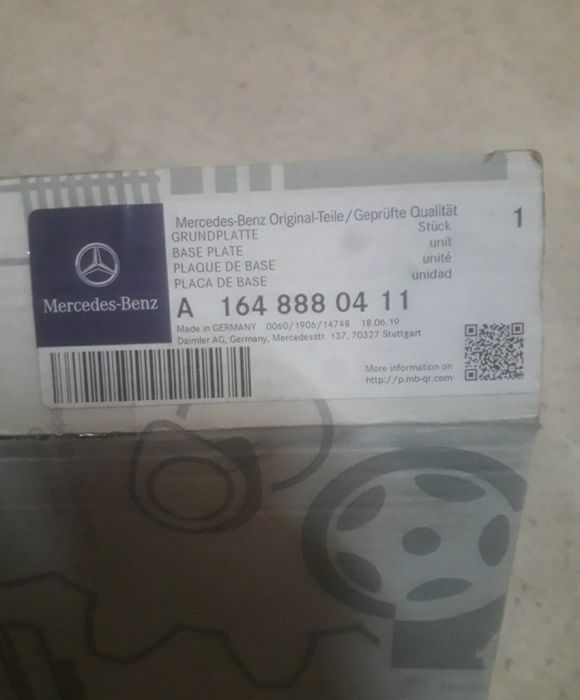 Mercedes-Benz Original-Teile/Geprüfte Qualität 1
GRUNDPLATTE Stück
BASE PLATE unit
PLAQUE DE BASE unité
PLACA DE BASE unidad
Mercedes-Benz
A 164 888 04 11
Made in GERMANY 0060/1906/14748 18.06.19
Daimler AG, Germany, Mercedesstr. 137, 70327 Stuttgart
More information on
http://p.mb-qr.com